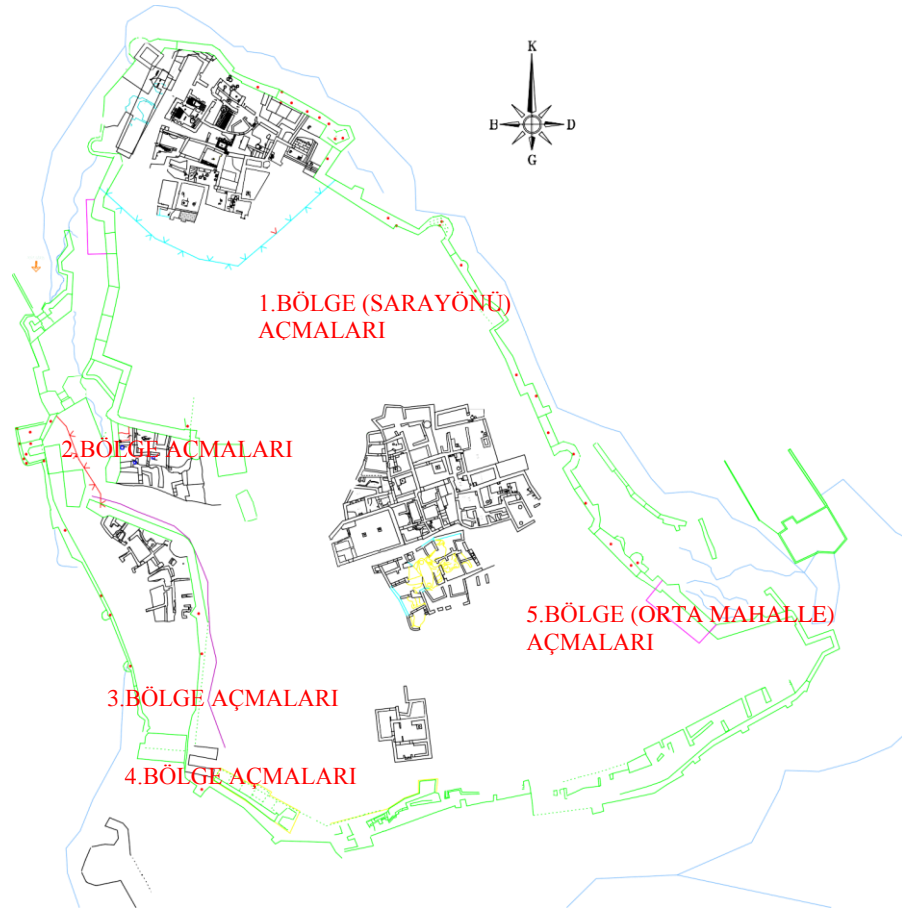 K
B D
G
1.BÖLGE (SARAYÖNÜ)
AÇMALARI
2.BÖLGE AÇMALARI
5.BÖLGE (ORTA MAHALLE)
AÇMALARI
3.BÖLGE AÇMALARI
4.BÖLGE AÇMALARI